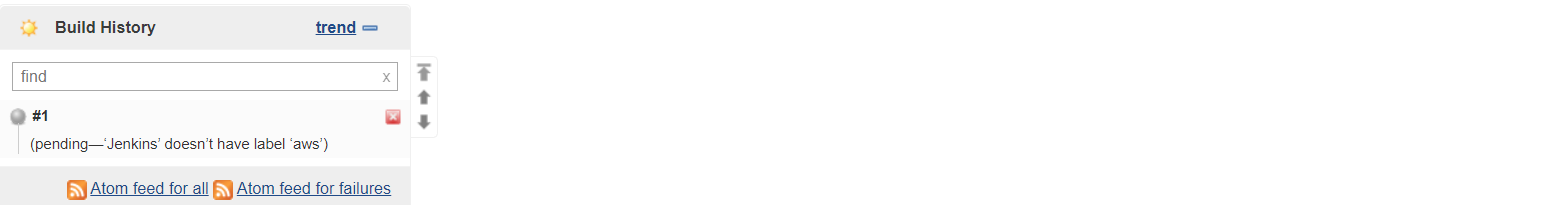 Build History trend
find x
#1
(pending—‘Jenkins’ doesn’t have label ‘aws’)
Atom feed for all Atom feed for failures